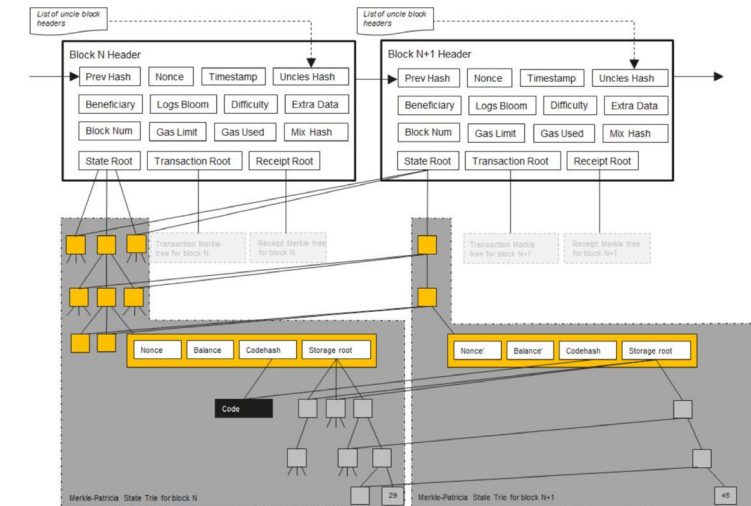 List of uncle block
headers
List of uncle block
headers
Block N Header
Prev Hash
Nonce
Timestamp
Uncles Hash
Beneficiary
Logs Bloom
Difficulty
Extra Data
Block Num
Gas Limit
Gas Used
Mix Hash
State Root
Transaction Root
Receipt Root
Block N+1 Header
Prev Hash
Nonce
Timestamp
Uncles Hash
Beneficiary
Logs Bloom
Difficulty
Extra Data
Block Num
Gas Limit
Gas Used
Mix Hash
State Root
Transaction Root
Receipt Root
Transaction Merkle
tree for block N
Receipt Merkle tree
for block N
Transaction Merkle
tree for block N+1
Receipt Merkle tree
for block N+1
Nonce
Balance
Codehash
Storage root
Nonce'
Balance'
Codehash
Storage root
Code
29
45
Merkle-Patricia State Trie for block N
Merkle-Patricia State Trie for block N+1